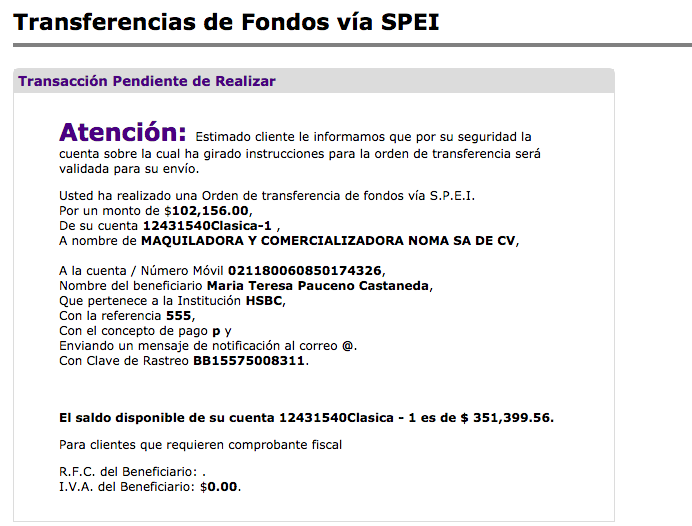 Transferencias de Fondos vía SPEI
Transacción Pendiente de Realizar
Atención: Estimado cliente le informamos que por su seguridad la
cuenta sobre la cual ha girado instrucciones para la orden de transferencia será
validada para su envío.
Usted ha realizado una Orden de transferencia de fondos vía S.P.E.I.
Por un monto de $102,156.00,
De su cuenta 12431540Clasica-1 ,
A nombre de MAQUILADORA Y COMERCIALIZADORA NOMA SA DE CV,
A la cuenta / Número Móvil 021180060850174326,
Nombre del beneficiario Maria Teresa Pauceno Castaneda,
Que pertenece a la Institución HSBC,
Con la referencia 555,
Con el concepto de pago p y
Enviando un mensaje de notificación al correo @.
Con Clave de Rastreo BB15575008311.
El saldo disponible de su cuenta 12431540Clasica - 1 es de $ 351,399.56.
Para clientes que requieren comprobante fiscal
R.F.C. del Beneficiario: .
I.V.A. del Beneficiario: $0.00.